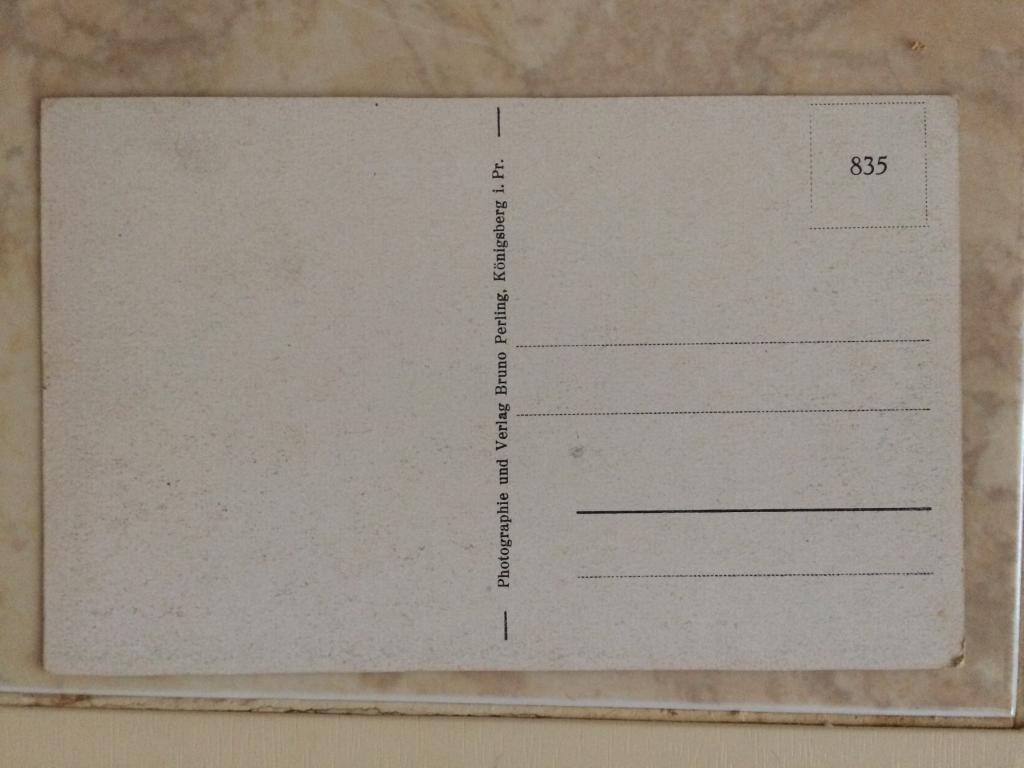 Photographie und Verlag Bruno Perling, Königsberg i. Pr.
835